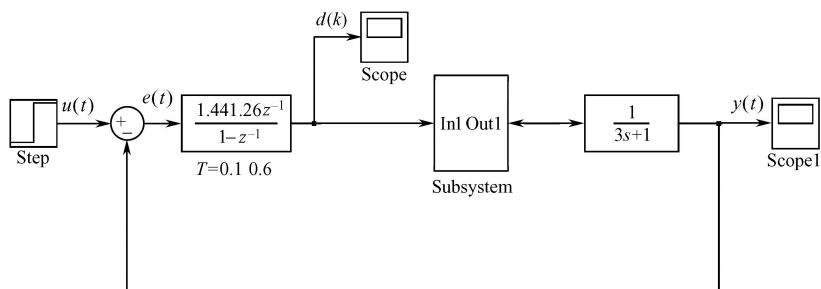 d(k)
Scope
u(t)
Step
+
−
e(t)
1.441.26z⁻¹
1−z⁻¹
T=0.1 0.6
In1 Out1
Subsystem
1
3s+1
y(t)
Scope1